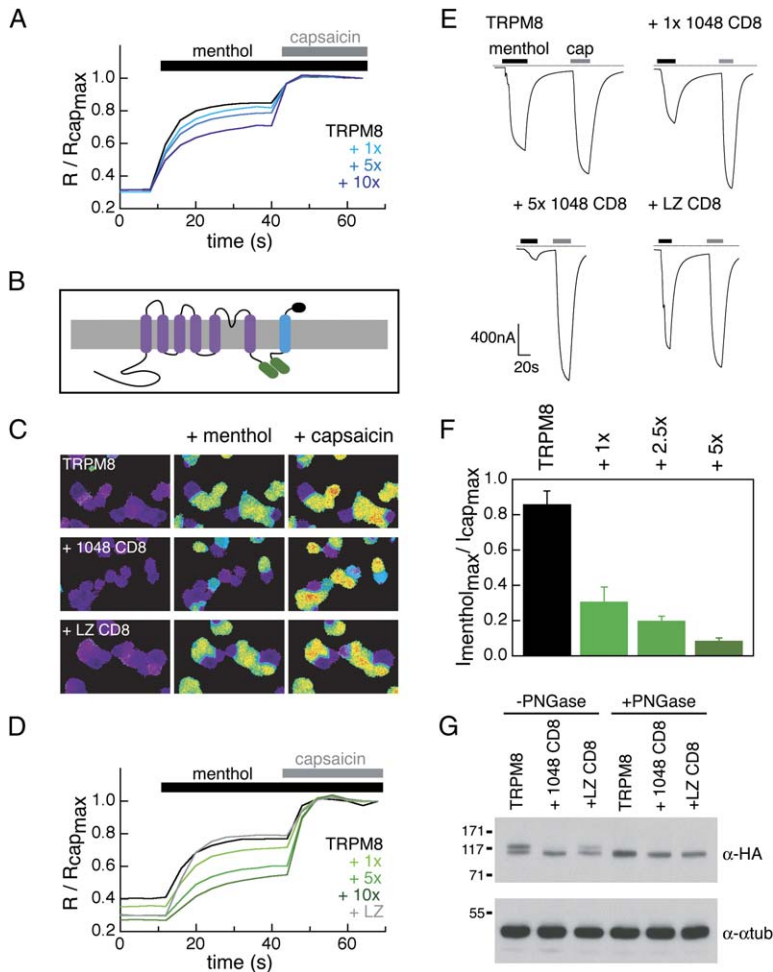 A
capsaicin
menthol
R / Rcapmax
1.0
0.8
0.6
0.4
0.2
TRPM8
+ 1x
+ 5x
+ 10x
0 20 40 60
time (s)
B
C
+ menthol + capsaicin
TRPM8
+ 1048 CD8
+ LZ CD8
D
capsaicin
menthol
R / Rcapmax
1.0
0.8
0.6
0.4
0.2
TRPM8
+ 1x
+ 5x
+ 10x
+ LZ
0 20 40 60
time (s)
E
TRPM8 + 1x 1048 CD8
menthol cap
+ 5x 1048 CD8 + LZ CD8
400nA
20s
F
TRPM8
+ 1x
+ 2.5x
+ 5x
Imentholmax/ Icapmax
1.0
0.8
0.6
0.4
0.2
0.0
G
-PNGase +PNGase
TRPM8
+ 1048 CD8
+LZ CD8
TRPM8
+ 1048 CD8
+LZ CD8
171
117
71
α-HA
55
α-αtub